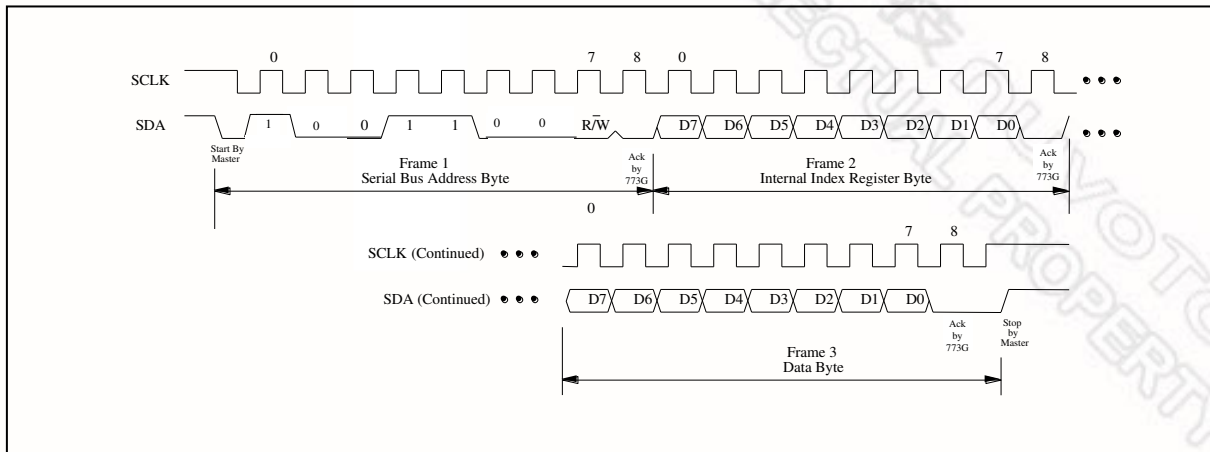 0 7 8 0 7 8
SCLK
SDA
1 0 0 1 1 0 0 R/W D7 D6 D5 D4 D3 D2 D1 D0
Start By
Master
Frame 1
Serial Bus Address Byte
Ack
by
773G
Frame 2
Internal Index Register Byte
Ack
by
773G
0 7 8
SCLK (Continued)
SDA (Continued)
D7 D6 D5 D4 D3 D2 D1 D0
Frame 3
Data Byte
Ack
by
773G
Stop
by
Master
PROPERTY